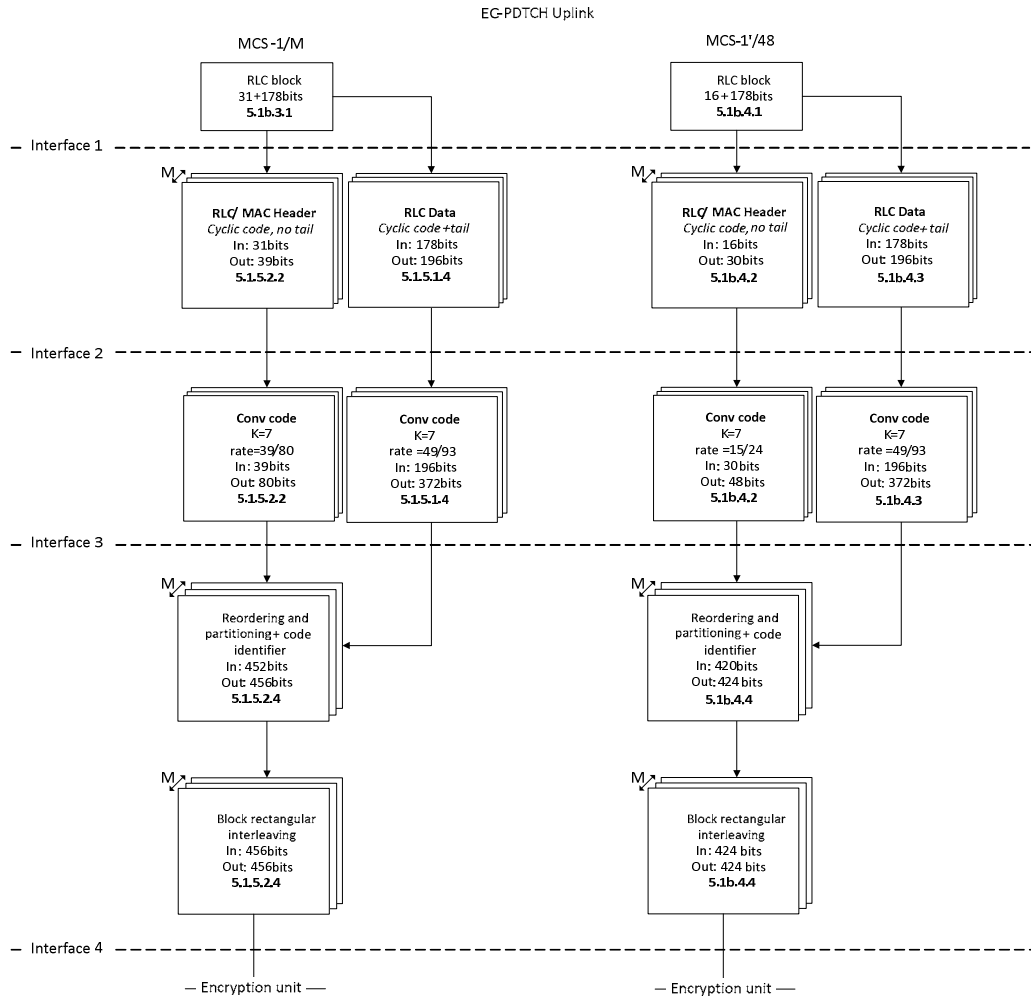 EC-PDTCH Uplink
MCS-1/M
MCS-1'/48
RLC block
31+178bits
5.1b.3.1
RLC block
16+178bits
5.1b.4.1
Interface 1
M
RLC/ MAC Header
Cyclic code, no tail
In: 31bits
Out: 39bits
5.1.5.2.2
RLC Data
Cyclic code+tail
In: 178bits
Out: 196bits
5.1.5.1.4
M
RLC/ MAC Header
Cyclic code, no tail
In: 16bits
Out: 30bits
5.1b.4.2
RLC Data
Cyclic code+ tail
In: 178bits
Out: 196bits
5.1b.4.3
Interface 2
Conv code
K=7
rate=39/80
In: 39bits
Out: 80bits
5.1.5.2.2
Conv code
K=7
rate =49/93
In: 196bits
Out: 372bits
5.1.5.1.4
Conv code
K=7
rate =15/24
In: 30bits
Out: 48bits
5.1b.4.2
Conv code
K=7
rate =49/93
In: 196bits
Out: 372bits
5.1b.4.3
Interface 3
M
Reordering and
partitioning+ code
identifier
In: 452bits
Out: 456bits
5.1.5.2.4
M
Reordering and
partitioning+ code
identifier
In: 420bits
Out: 424 bits
5.1b.4.4
M
Block rectangular
interleaving
In: 456bits
Out: 456bits
5.1.5.2.4
M
Block rectangular
interleaving
In: 424 bits
Out: 424 bits
5.1b.4.4
Interface 4
Encryption unit
Encryption unit